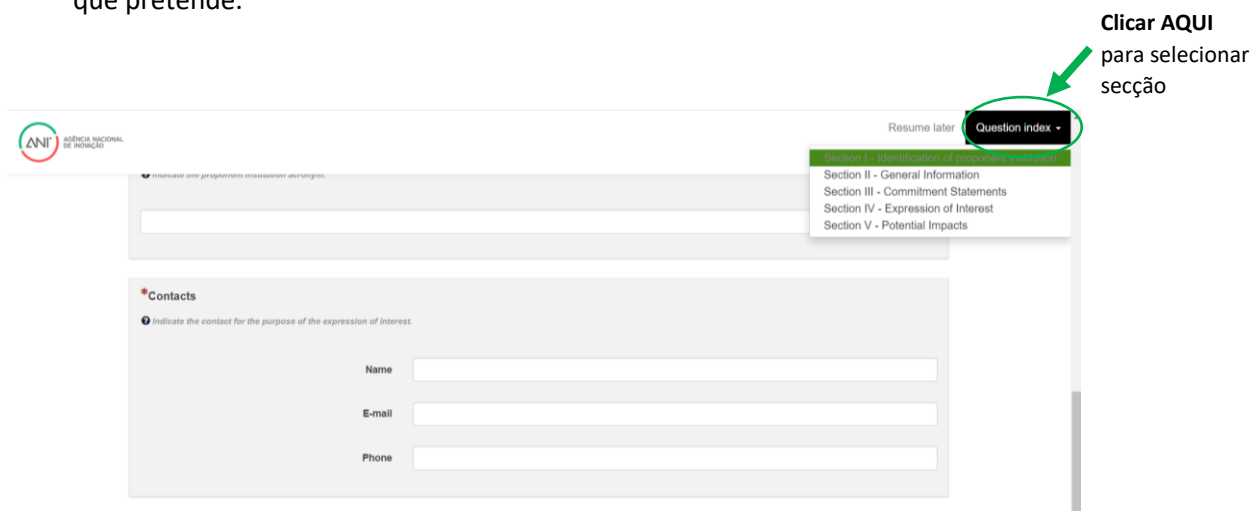 que pretende.
Clicar AQUI
para selecionar
secção
ANI AGÊNCIA NACIONAL
DE INOVAÇÃO
Resume later
Question index
Section I - Identification of proponent institution
Section II - General Information
Section III - Commitment Statements
Section IV - Expression of Interest
Section V - Potential Impacts
Indicate the proponent institution acronym.
*Contacts
Indicate the contact for the purpose of the expression of interest.
Name
E-mail
Phone